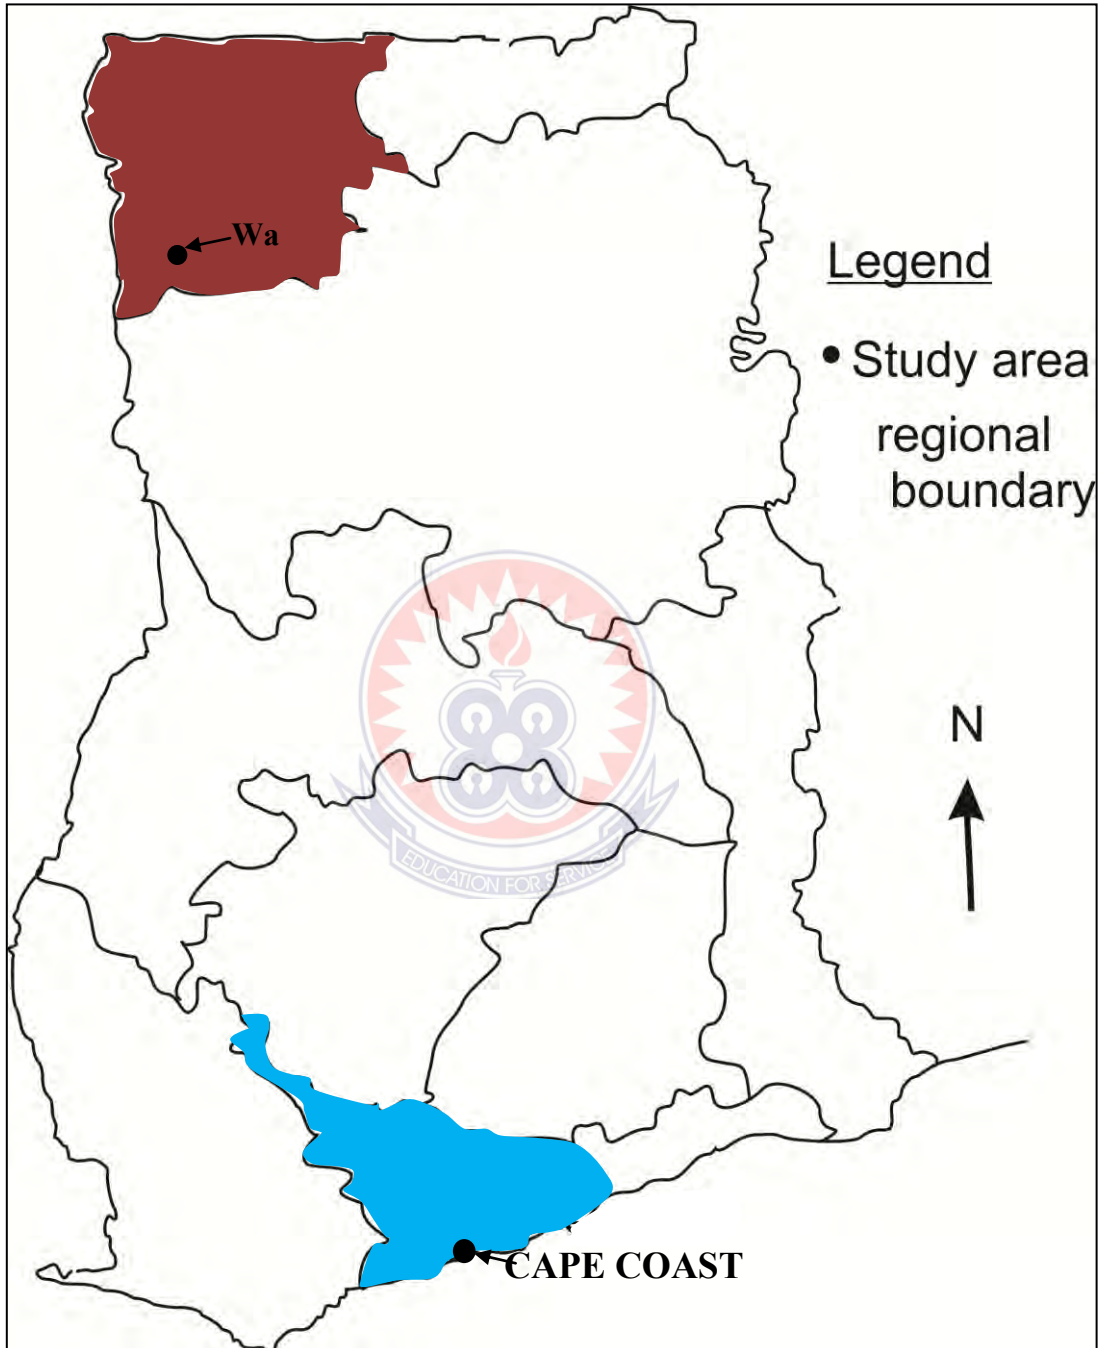 Wa
Legend
Study area
regional
boundary
N
EDUCATION FOR SERVICE
CAPE COAST